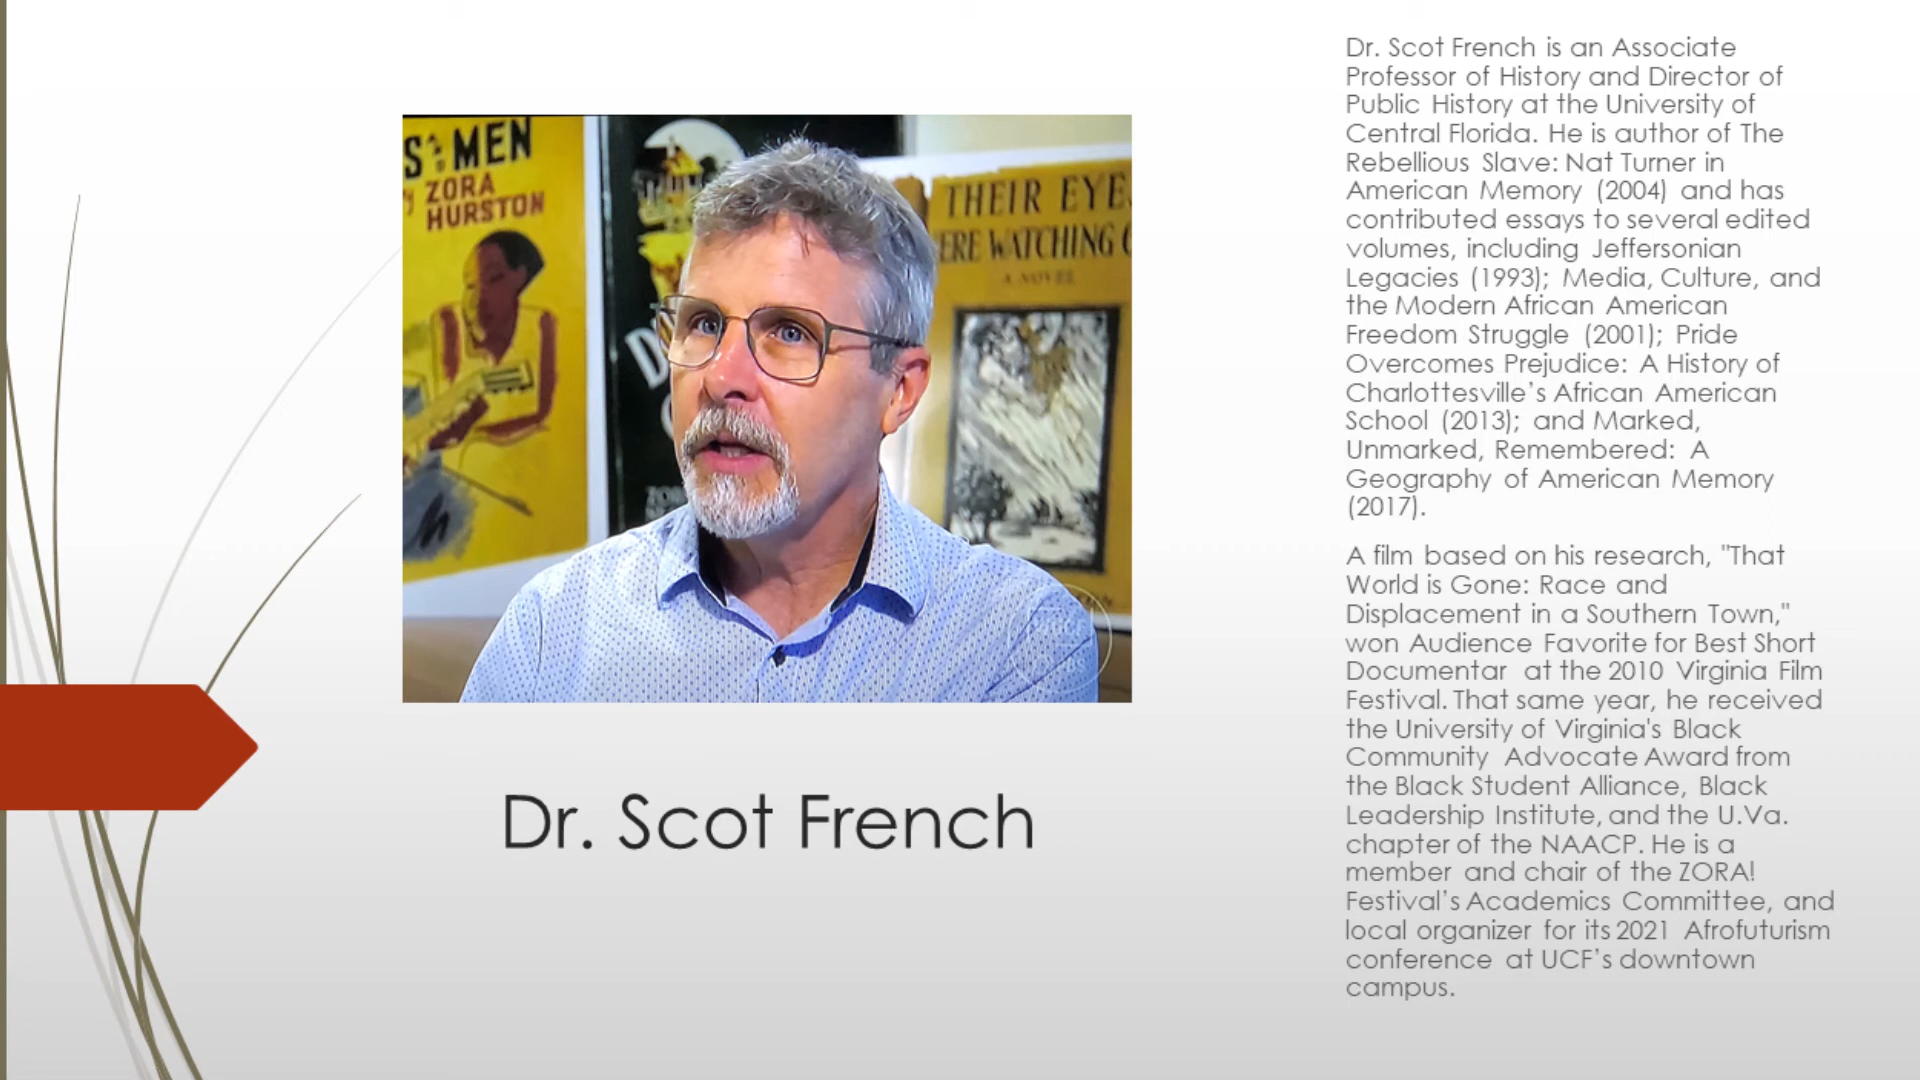 S MEN
ZORA
HURSTON
THEIR EYE
ERE WATCHING
A NOVEL
Dr. Scot French
Dr. Scot French is an Associate
Professor of History and Director of
Public History at the University of
Central Florida. He is author of The
Rebellious Slave: Nat Turner in
American Memory (2004) and has
contributed essays to several edited
volumes, including Jeffersonian
Legacies (1993); Media, Culture, and
the Modern African American
Freedom Struggle (2001); Pride
Overcomes Prejudice: A History of
Charlottesville’s African American
School (2013); and Marked,
Unmarked, Remembered: A
Geography of American Memory
(2017).
A film based on his research, "That
World is Gone: Race and
Displacement in a Southern Town,"
won Audience Favorite for Best Short
Documentar at the 2010 Virginia Film
Festival. That same year, he received
the University of Virginia's Black
Community Advocate Award from
the Black Student Alliance, Black
Leadership Institute, and the U.Va.
chapter of the NAACP. He is a
member and chair of the ZORA!
Festival’s Academics Committee, and
local organizer for its 2021 Afrofuturism
conference at UCF’s downtown
campus.